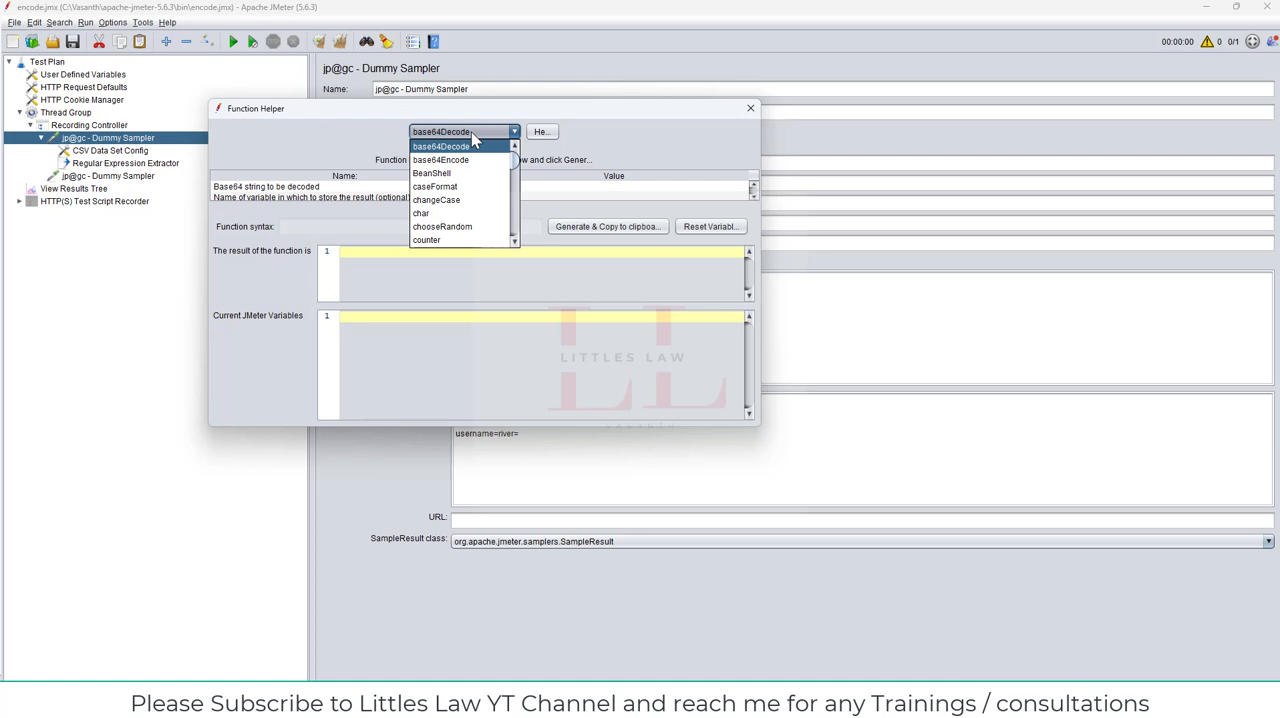 encode.jmx (C:\Vasanth\apache-jmeter-5.6.3\bin\encode.jmx) - Apache JMeter (5.6.3)
File Edit Search Run Options Tools Help
00:00:00 0 0/1
Test Plan
User Defined Variables
HTTP Request Defaults
HTTP Cookie Manager
Thread Group
Recording Controller
jp@gc - Dummy Sampler
CSV Data Set Config
Regular Expression Extractor
jp@gc - Dummy Sampler
View Results Tree
HTTP(S) Test Script Recorder
jp@gc - Dummy Sampler
Name: jp@gc - Dummy Sampler
Function Helper
base64Decode He...
base64Decode
base64Encode
BeanShell
caseFormat
changeCase
char
chooseRandom
counter
Function ow and click Gener...
Name: Value
Base64 string to be decoded
Name of variable in which to store the result (optional)
Function syntax: Generate & Copy to clipboa... Reset Variabl...
The result of the function is 1
Current JMeter Variables 1
LITTLES LAW
VASANTH
username=river=
URL:
SampleResult class: org.apache.jmeter.samplers.SampleResult
Please Subscribe to Littles Law YT Channel and reach me for any Trainings / consultations